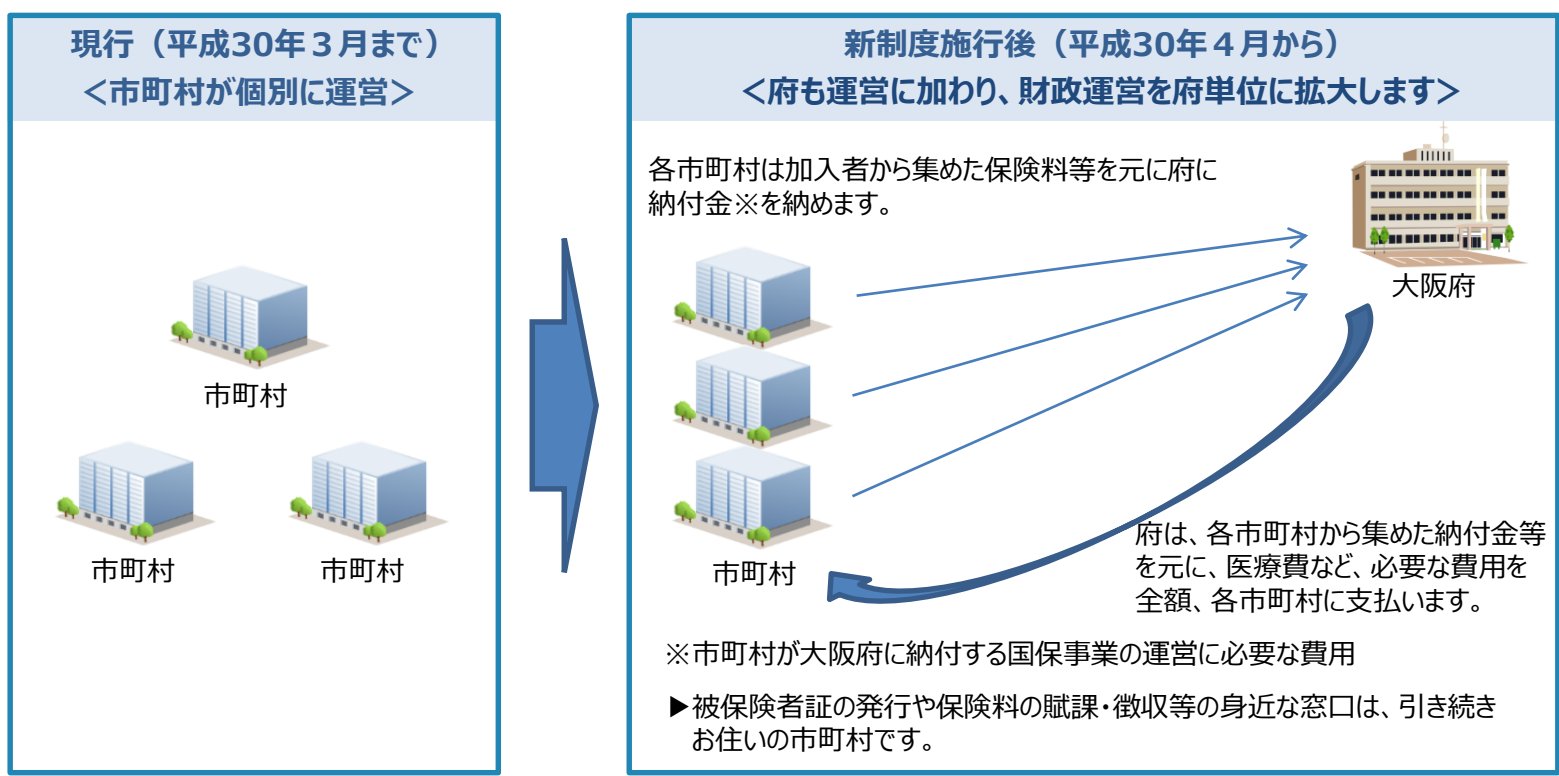 現行（平成30年３月まで）
＜市町村が個別に運営＞
市町村
市町村
市町村
新制度施行後（平成30年４月から）
＜府も運営に加わり、財政運営を府単位に拡大します＞
各市町村は加入者から集めた保険料等を元に府に
納付金※を納めます。
大阪府
市町村
府は、各市町村から集めた納付金等
を元に、医療費など、必要な費用を
全額、各市町村に支払います。
※市町村が大阪府に納付する国保事業の運営に必要な費用
▶被保険者証の発行や保険料の賦課・徴収等の身近な窓口は、引き続き
お住いの市町村です。